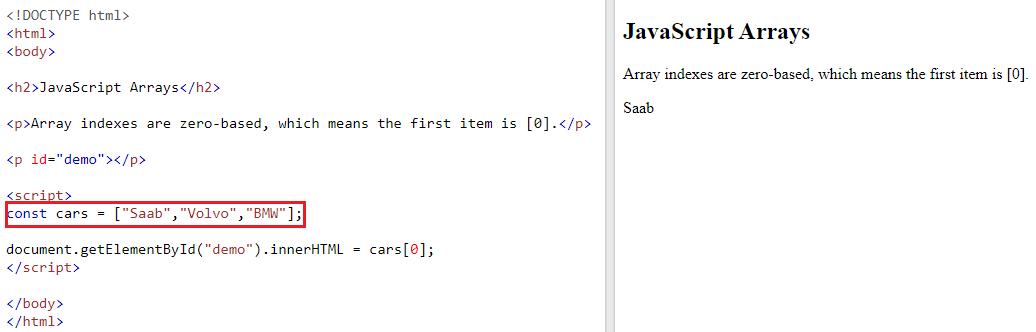 <!DOCTYPE html>
<html>
<body>
<h2>JavaScript Arrays</h2>
<p>Array indexes are zero-based, which means the first item is [0].</p>
<p id="demo"></p>
<script>
const cars = ["Saab","Volvo","BMW"];
document.getElementById("demo").innerHTML = cars[0];
</script>
</body>
</html>
JavaScript Arrays
Array indexes are zero-based, which means the first item is [0].
Saab